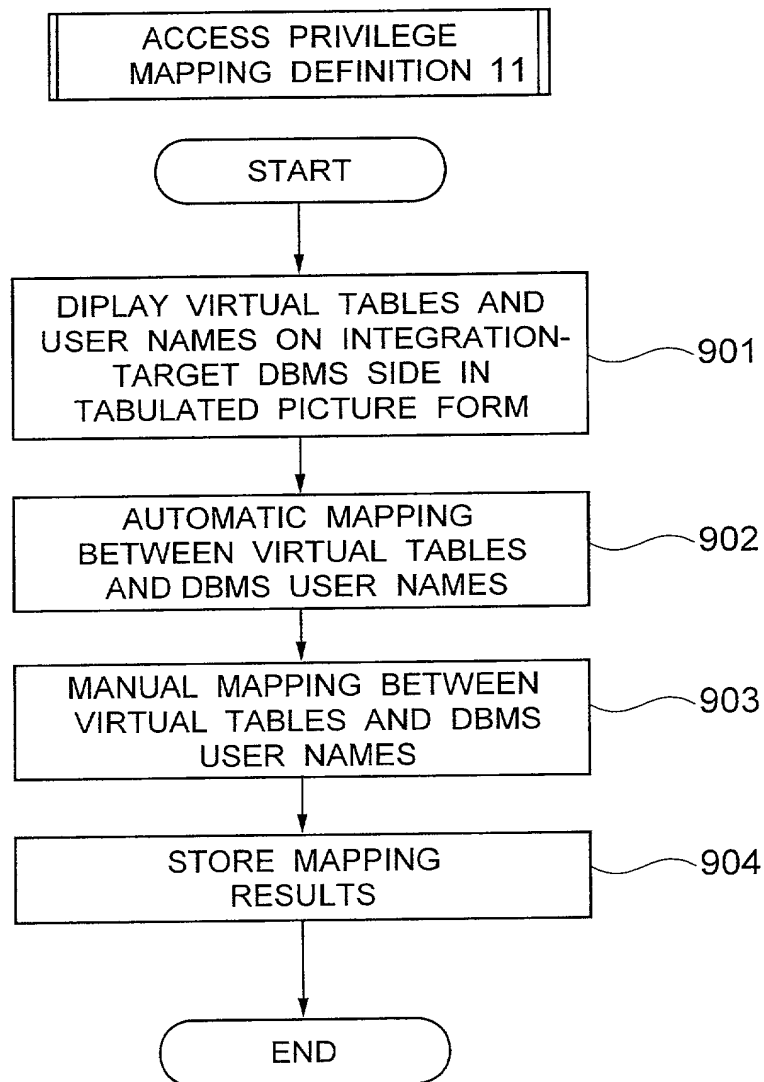 ACCESS PRIVILEGE
MAPPING DEFINITION 11
START
DIPLAY VIRTUAL TABLES AND
USER NAMES ON INTEGRATION-
TARGET DBMS SIDE IN
TABULATED PICTURE FORM
901
AUTOMATIC MAPPING
BETWEEN VIRTUAL TABLES
AND DBMS USER NAMES
902
MANUAL MAPPING BETWEEN
VIRTUAL TABLES AND DBMS
USER NAMES
903
STORE MAPPING
RESULTS
904
END